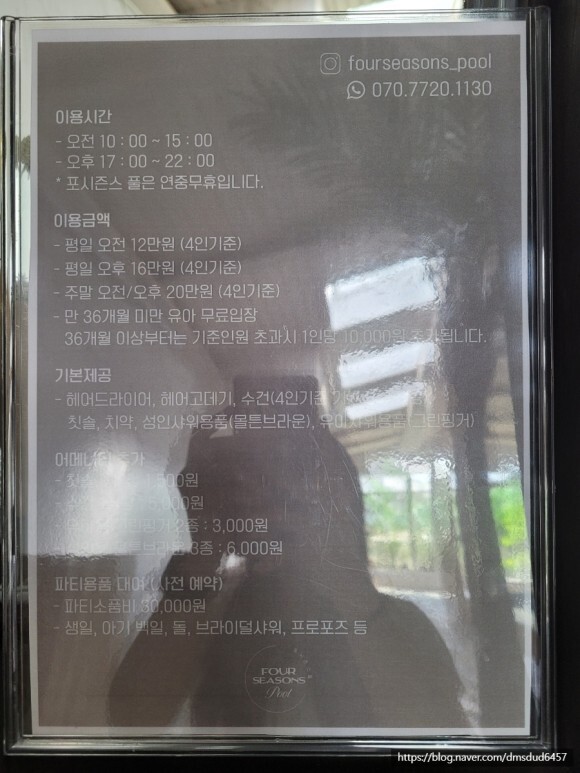 fourseasons_pool
070.7720.1130
이용시간
- 오전 10 : 00 ~ 15 : 00
- 오후 17 : 00 ~ 22 : 00
* 포시즌스 풀은 연중무휴입니다.
이용금액
- 평일 오전 12만원 (4인기준)
- 평일 오후 16만원 (4인기준)
- 주말 오전/오후 20만원 (4인기준)
- 만 36개월 미만 유아 무료입장
36개월 이상부터는 기준인원 초과시 1인당 10,000원 추가됩니다.
기본제공
- 헤어드라이어, 헤어고데기, 수건(4인기준
칫솔, 치약, 성인샤워용품(몰튼브라운), 유아샤워용품(그린핑거)
어메니티 추가
2종 : 3,000원
3종 : 6,000원
파티용품 대여 (사전 예약)
- 파티소품비 30,000원
- 생일, 아기 백일, 돌, 브라이덜샤워, 프로포즈 등
FOUR
SEASONS
Pool
https://blog.naver.com/dmsdud6457